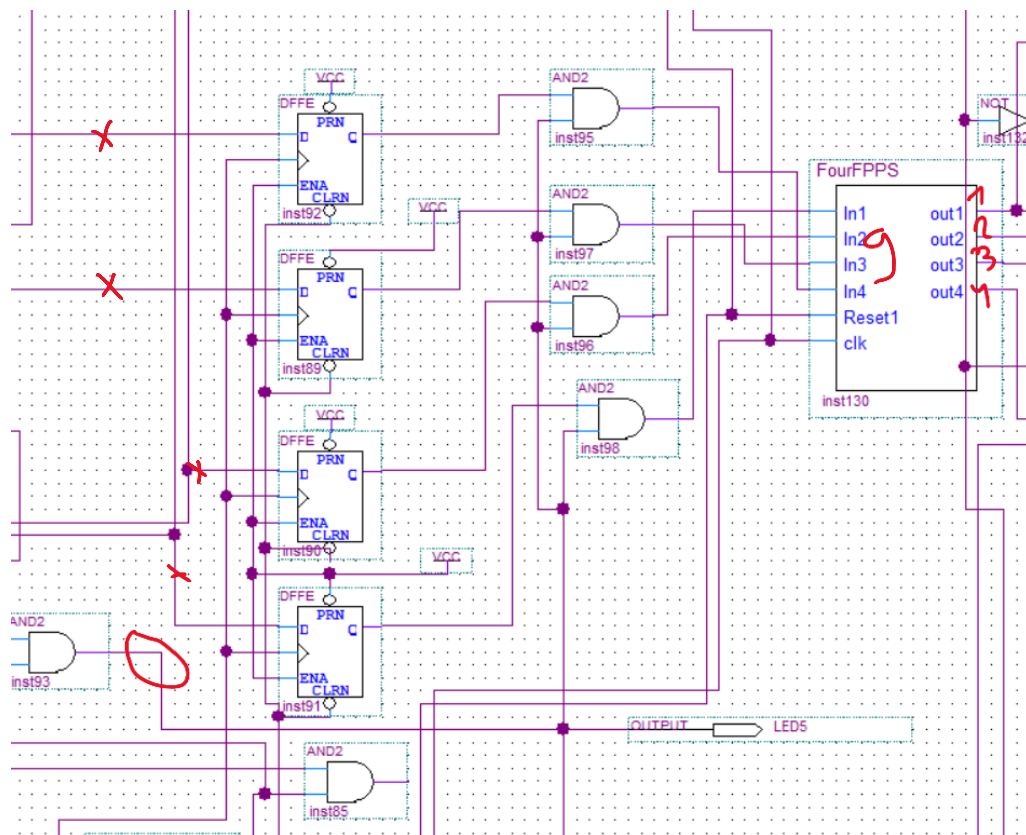 VCC
DFFE
PRN
D Q
ENA
CLRN
inst92
AND2
inst95
NOT
inst132
VCC
DFFE
PRN
D Q
ENA
CLRN
inst89
AND2
inst97
AND2
inst96
FourFPPS
In1 out1 1
In2 out2 2
In3 out3 3
In4 out4 4
9
Reset1
clk
inst130
VCC
DFFE
PRN
D Q
ENA
CLRN
inst90
AND2
inst98
VCC
DFFE
PRN
D Q
ENA
CLRN
inst91
AND2
inst93
OUTPUT LED5
AND2
inst85
x
x
x
x